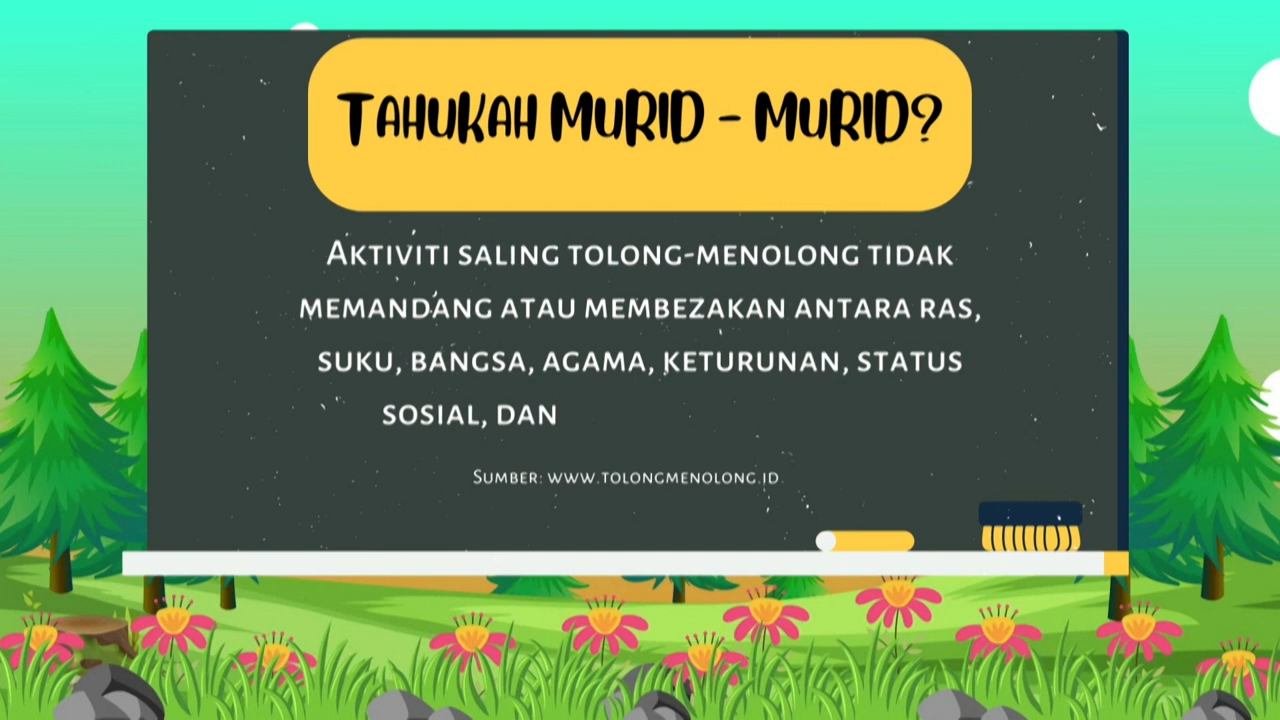 TAHUKAH MURID - MURID?
AKTIVITI SALING TOLONG-MENOLONG TIDAK
MEMANDANG ATAU MEMBEZAKAN ANTARA RAS,
SUKU, BANGSA, AGAMA, KETURUNAN, STATUS
SOSIAL, DAN
SUMBER: WWW.TOLONGMENOLONG.ID